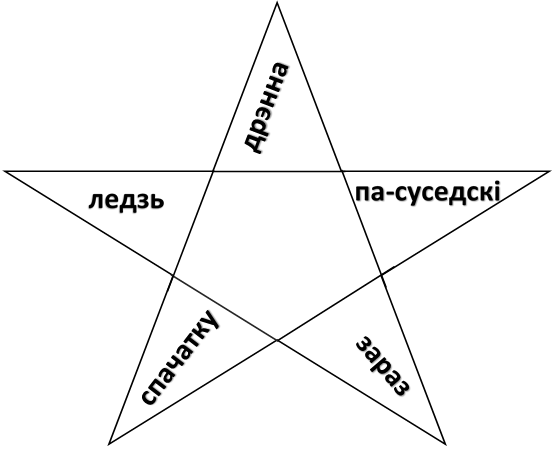 дрэнна
ледзь
па-суседскі
спачатку
зараз